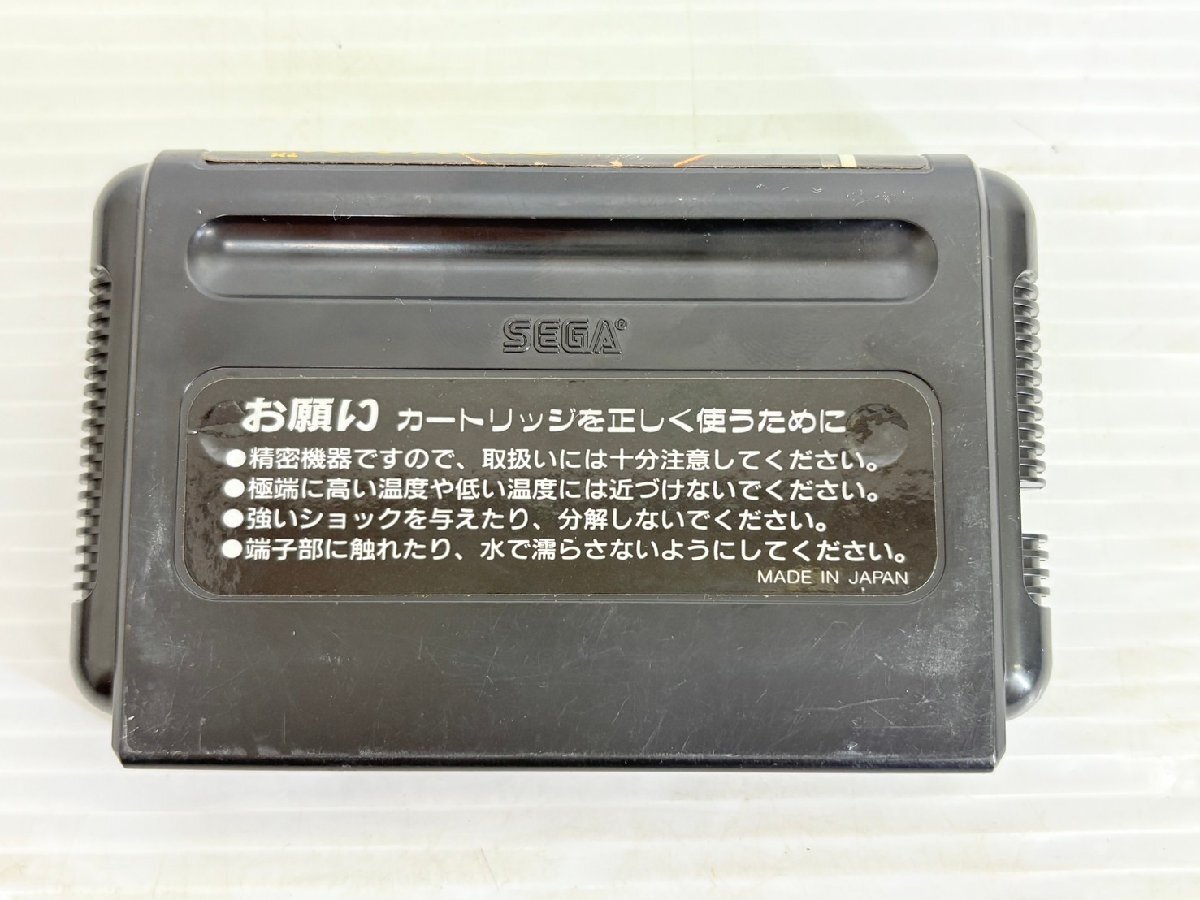 SEGA®
お願い カートリッジを正しく使うために
●精密機器ですので、取扱いには十分注意してください。
●極端に高い温度や低い温度には近づけないでください。
●強いショックを与えたり、分解しないでください。
●端子部に触れたり、水で濡らさないようにしてください。
MADE IN JAPAN